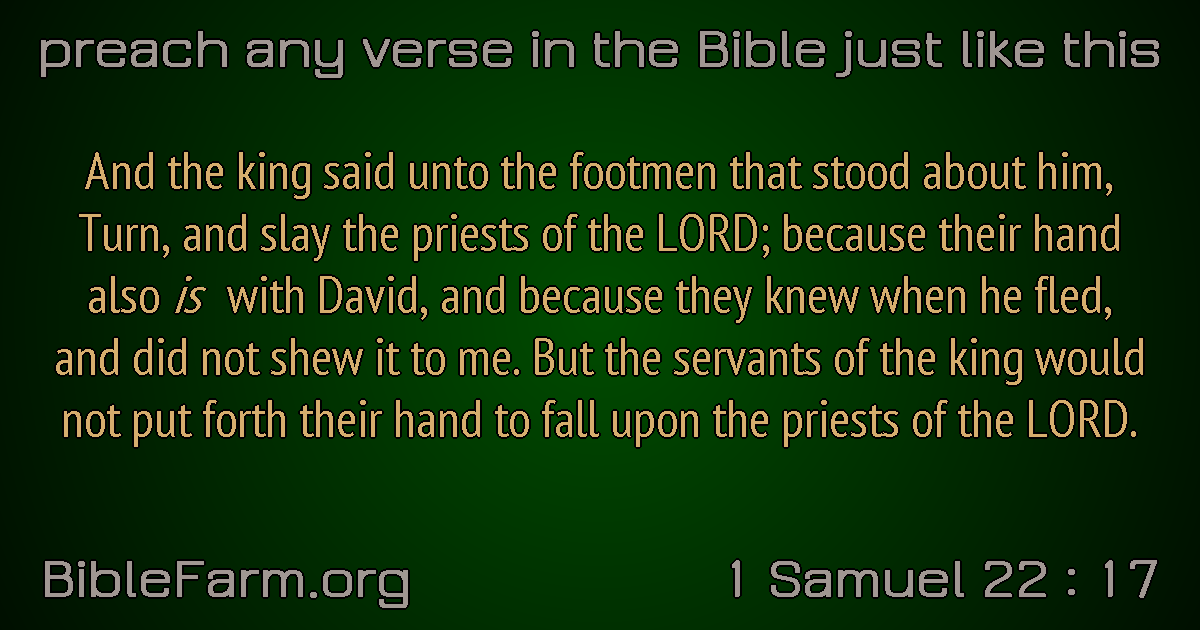 preach any verse in the Bible just like this
And the king said unto the footmen that stood about him,
Turn, and slay the priests of the LORD; because their hand
also is with David, and because they knew when he fled,
and did not shew it to me. But the servants of the king would
not put forth their hand to fall upon the priests of the LORD.
BibleFarm.org
1 Samuel 22 : 17